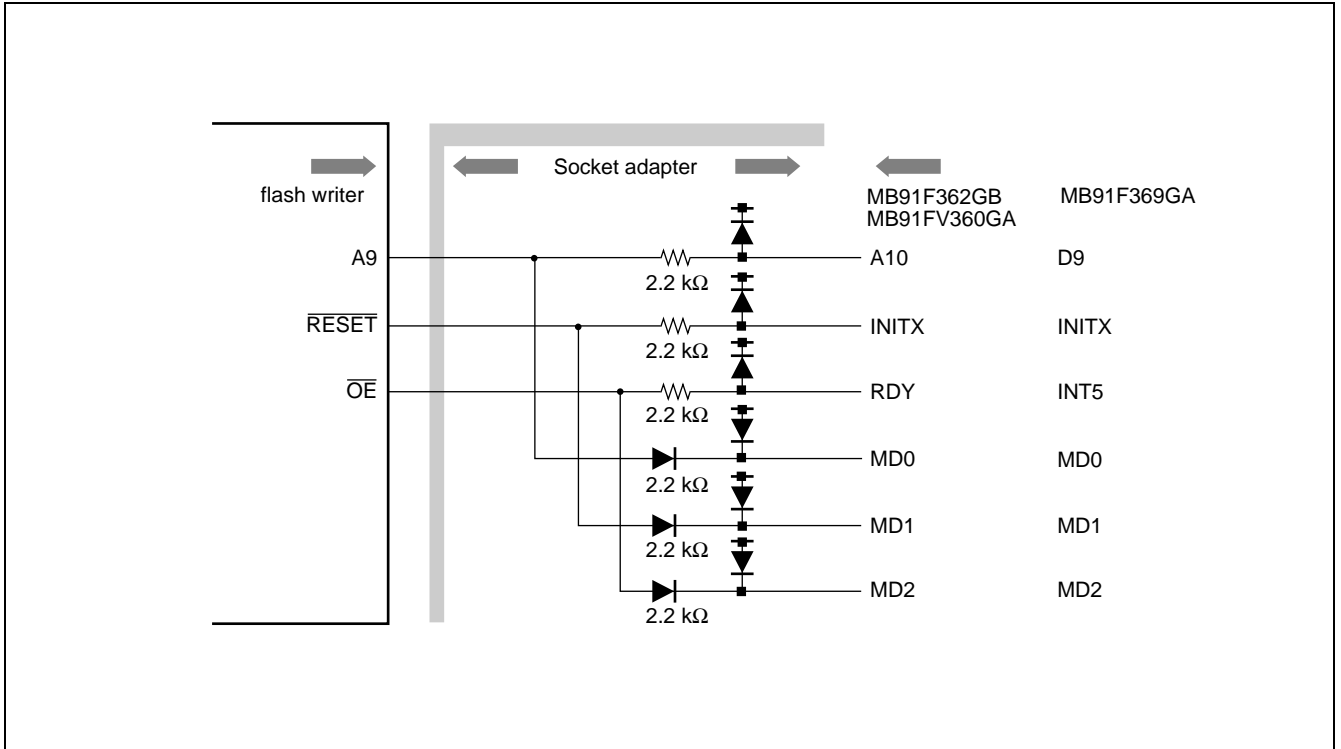 flash writer
Socket adapter
MB91F362GB
MB91FV360GA
MB91F369GA
A9
2.2 kΩ
A10
D9
RESET
2.2 kΩ
INITX
INITX
OE
2.2 kΩ
RDY
INT5
2.2 kΩ
MD0
MD0
2.2 kΩ
MD1
MD1
2.2 kΩ
MD2
MD2